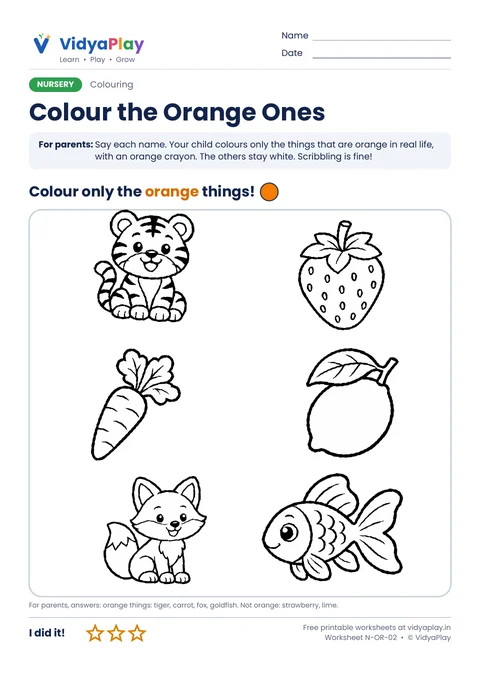 VidyaPlay
Learn • Play • Grow
Name
Date
NURSERY Colouring
Colour the Orange Ones
For parents: Say each name. Your child colours only the things that are orange in real life,
with an orange crayon. The others stay white. Scribbling is fine!
Colour only the orange things!
For parents, answers: orange things: tiger, carrot, fox, goldfish. Not orange: strawberry, lime.
I did it!
Free printable worksheets at vidyaplay.in
Worksheet N-OR-02 • © VidyaPlay